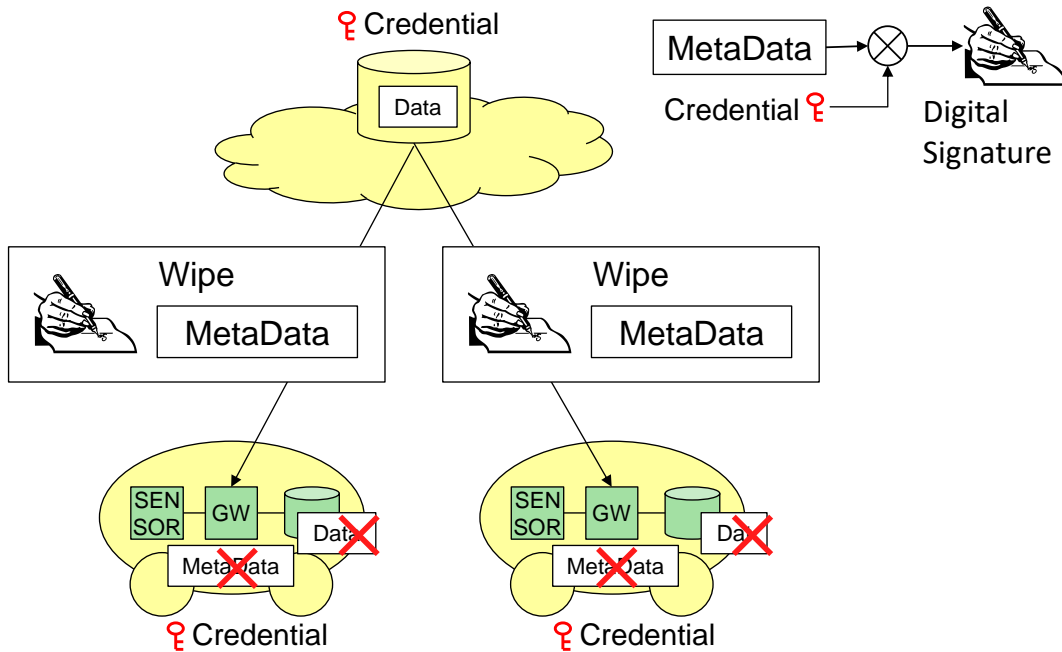 Credential
Data
MetaData
Credential
Digital
Signature
Wipe
MetaData
Wipe
MetaData
SEN
SOR
GW
Data
MetaData
Credential
SEN
SOR
GW
Data
MetaData
Credential